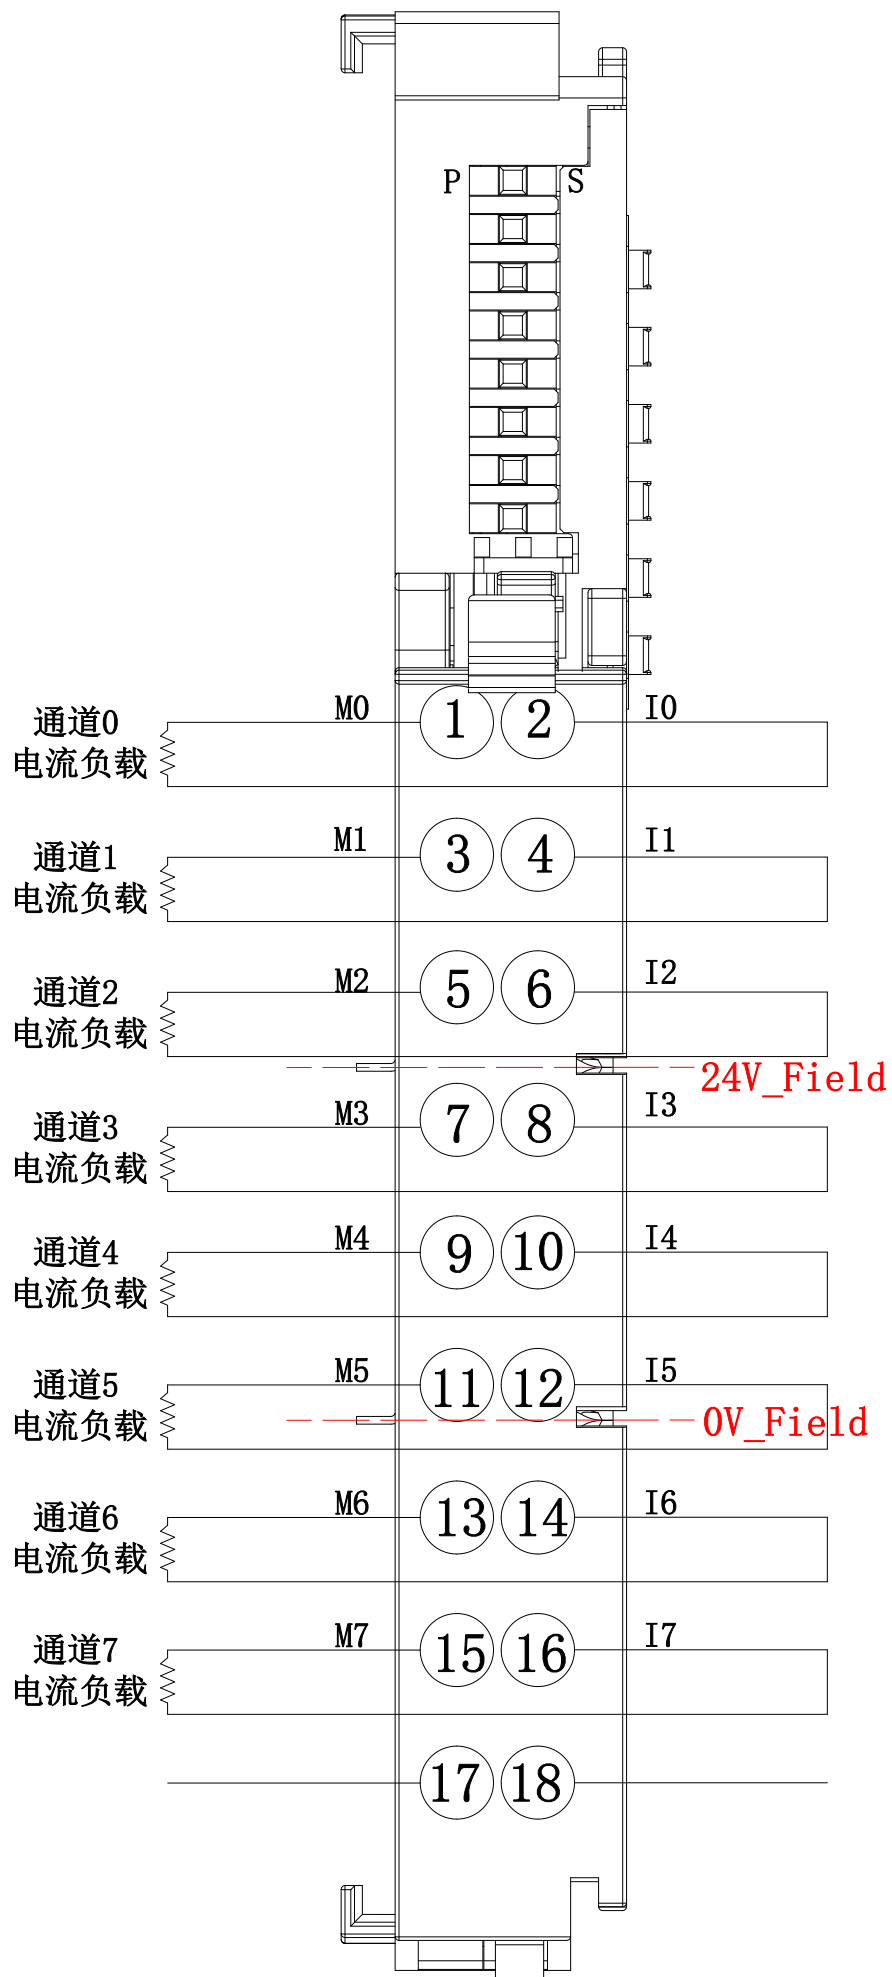 P S
通道0 M0 1 2 I0
电流负载
通道1 M1 3 4 I1
电流负载
通道2 M2 5 6 I2
电流负载
24V_Field
通道3 M3 7 8 I3
电流负载
通道4 M4 9 10 I4
电流负载
通道5 M5 11 12 I5
电流负载
0V_Field
通道6 M6 13 14 I6
电流负载
通道7 M7 15 16 I7
电流负载
17 18